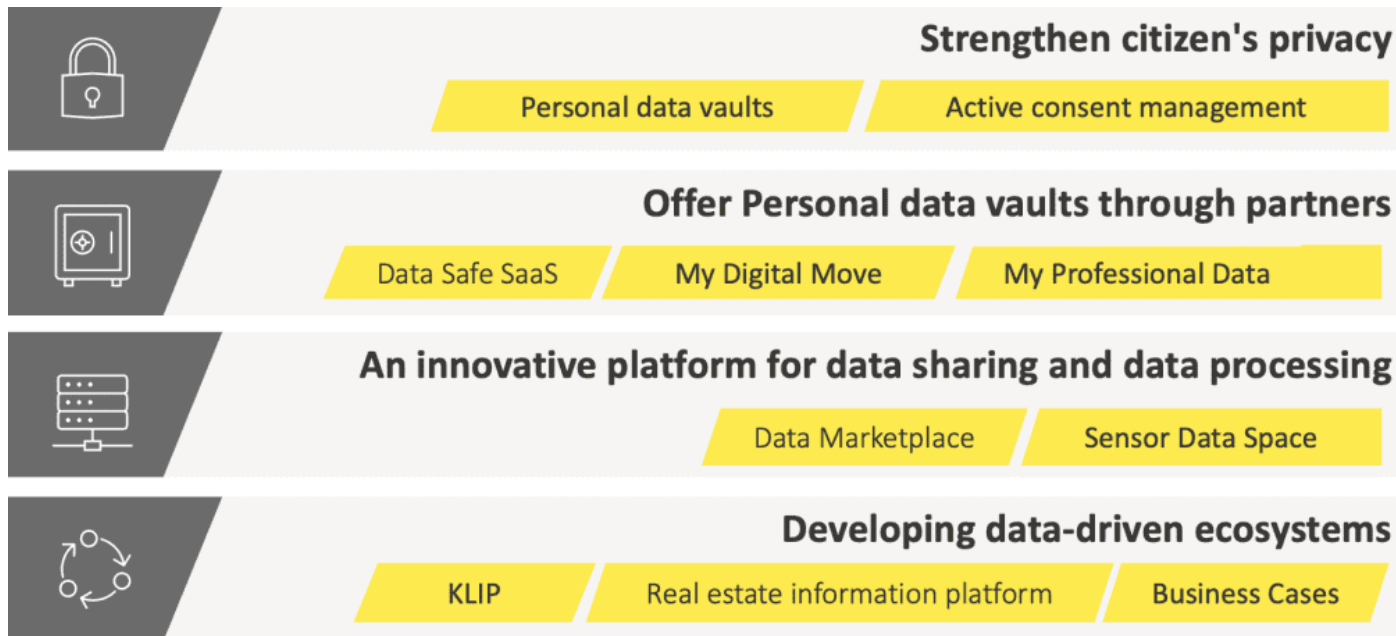 Strengthen citizen's privacy
Personal data vaults Active consent management
Offer Personal data vaults through partners
Data Safe SaaS My Digital Move My Professional Data
An innovative platform for data sharing and data processing
Data Marketplace Sensor Data Space
Developing data-driven ecosystems
KLIP Real estate information platform Business Cases